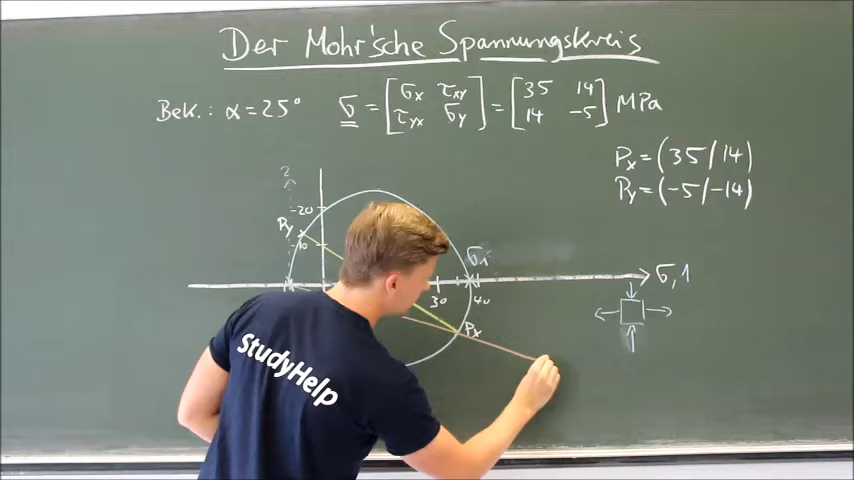 Der Mohr'sche Spannungskreis
Bek.: α=25° σ = [σx τxy τyx σy] = [35 14 14 -5] MPa
Px=(35/14)
Py=(-5/-14)
2
-20
Py
-10
σ1
σ,1
30
40
Px
StudyHelp